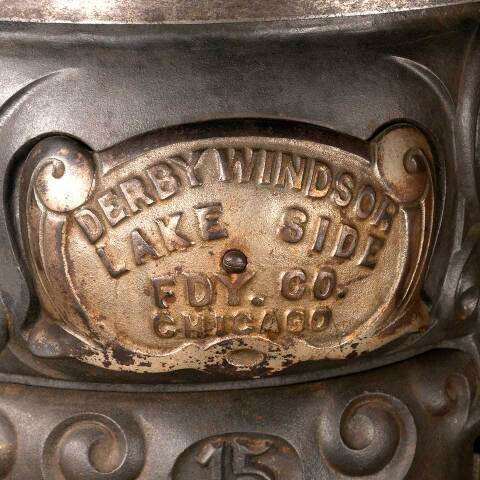 DERBY WINDSOR
LAKE SIDE
FDY. CO.
CHICAGO
15